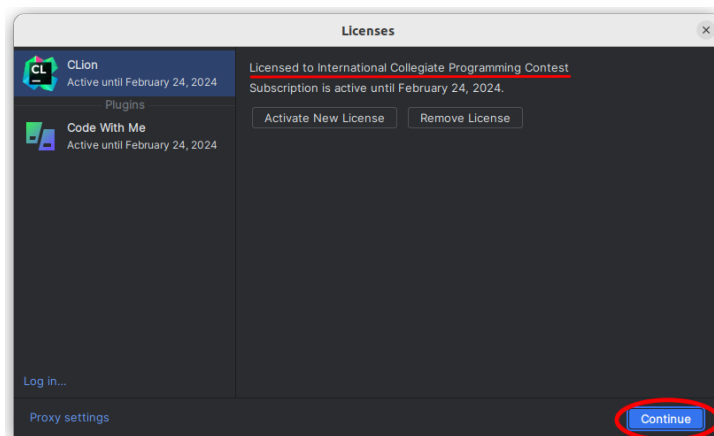 Licenses
CL
CLion
Active until February 24, 2024
Plugins
Code With Me
Active until February 24, 2024
Licensed to International Collegiate Programming Contest
Subscription is active until February 24, 2024.
Activate New License
Remove License
Log in...
Proxy settings
Continue